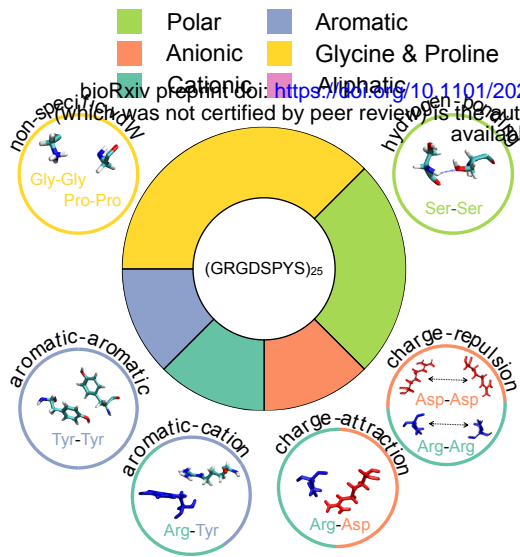 Polar
Aromatic
Anionic
Glycine & Proline
Cationic
Aliphatic
bioRxiv preprint doi: https://doi.org/10.1101/202
(which was not certified by peer review) is the aut
availab
non-specific vdW
Gly-Gly
Pro-Pro
hydrogen-bonding
Ser-Ser
(GRGDSPYS)25
aromatic-aromatic
Tyr-Tyr
aromatic-cation
Arg-Tyr
charge-attraction
Arg-Asp
charge-repulsion
Asp-Asp
Arg-Arg